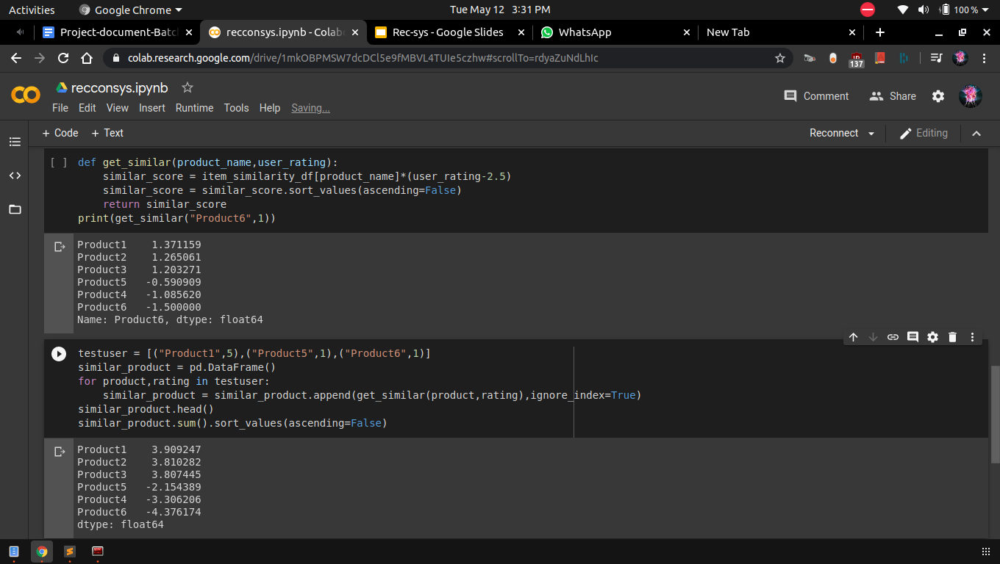 Activities
Google Chrome
Tue May 12 3:31 PM
100 %
Project-document-Batch
recconsys.ipynb - Colab
Rec-sys - Google Slides
WhatsApp
New Tab
colab.research.google.com/drive/1mkOBPMSW7dcDCl5e9fMBVL4TUIe5czhw#scrollTo=rdyaZuNdLhIc
137
recconsys.ipynb
Comment
Share
File Edit View Insert Runtime Tools Help Saving...
+ Code + Text
Reconnect
Editing
[ ] def get_similar(product_name,user_rating):
    similar_score = item_similarity_df[product_name]*(user_rating-2.5)
    similar_score = similar_score.sort_values(ascending=False)
    return similar_score
print(get_similar("Product6",1))
Product1    1.371159
Product2    1.265061
Product3    1.203271
Product5   -0.590909
Product4   -1.085620
Product6   -1.500000
Name: Product6, dtype: float64
testuser = [("Product1",5),("Product5",1),("Product6",1)]
similar_product = pd.DataFrame()
for product,rating in testuser:
    similar_product = similar_product.append(get_similar(product,rating),ignore_index=True)
similar_product.head()
similar_product.sum().sort_values(ascending=False)
Product1    3.909247
Product2    3.810282
Product3    3.807445
Product5   -2.154389
Product4   -3.306206
Product6   -4.376174
dtype: float64